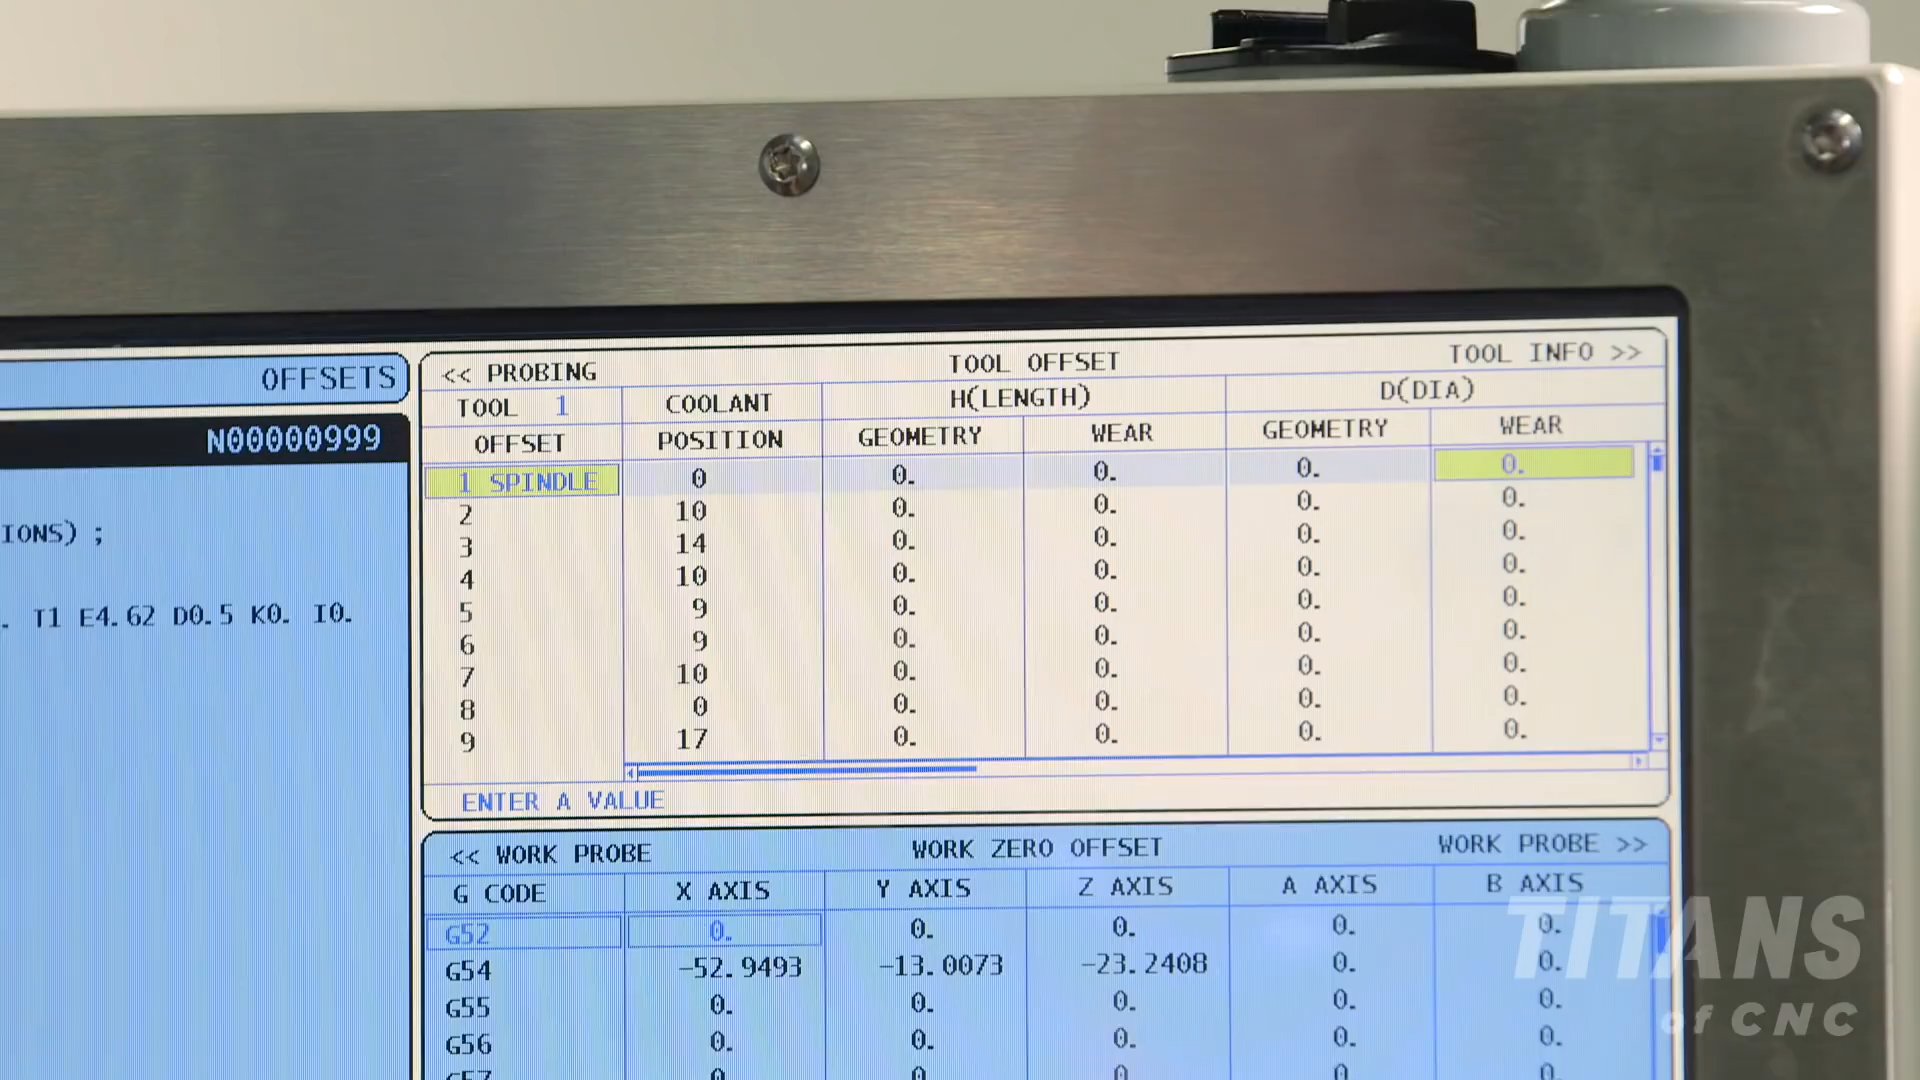 OFFSETS
N00000999
IONS) ;
. T1 E4.62 D0.5 K0. I0.
<< PROBING TOOL OFFSET TOOL INFO >>
TOOL 1 COOLANT H(LENGTH) D(DIA)
OFFSET POSITION GEOMETRY WEAR GEOMETRY WEAR
1 SPINDLE 0 0. 0. 0. 0.
2 10 0. 0. 0. 0.
3 14 0. 0. 0. 0.
4 10 0. 0. 0. 0.
5 9 0. 0. 0. 0.
6 9 0. 0. 0. 0.
7 10 0. 0. 0. 0.
8 0 0. 0. 0. 0.
9 17 0. 0. 0. 0.
ENTER A VALUE
<< WORK PROBE WORK ZERO OFFSET WORK PROBE >>
G CODE X AXIS Y AXIS Z AXIS A AXIS B AXIS
G52 0. 0. 0. 0. 0.
G54 -52.9493 -13.0073 -23.2408 0. 0.
G55 0. 0. 0. 0. 0.
G56 0. 0. 0. 0. 0.
TITANS
of CNC